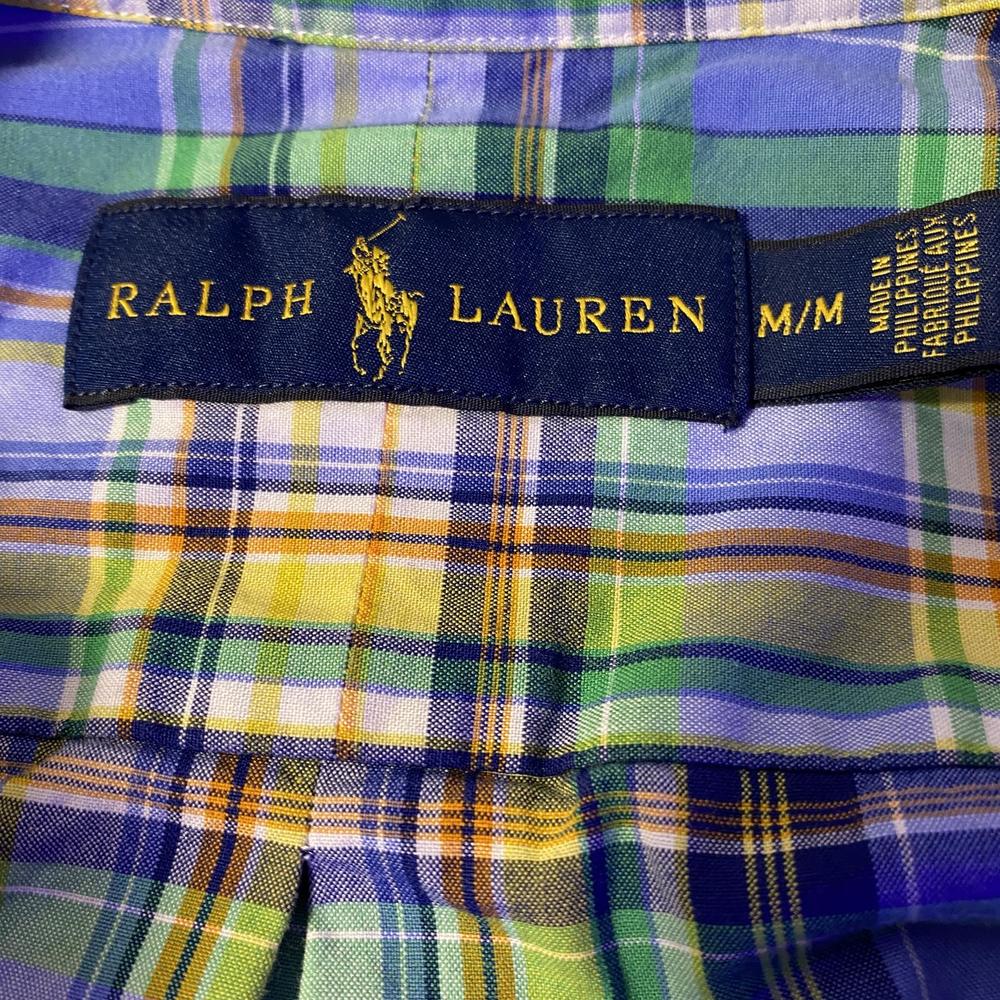 RALPH LAUREN
M/M
MADE IN
PHILIPPINES
FABRIQUÉ AUX
PHILIPPINES